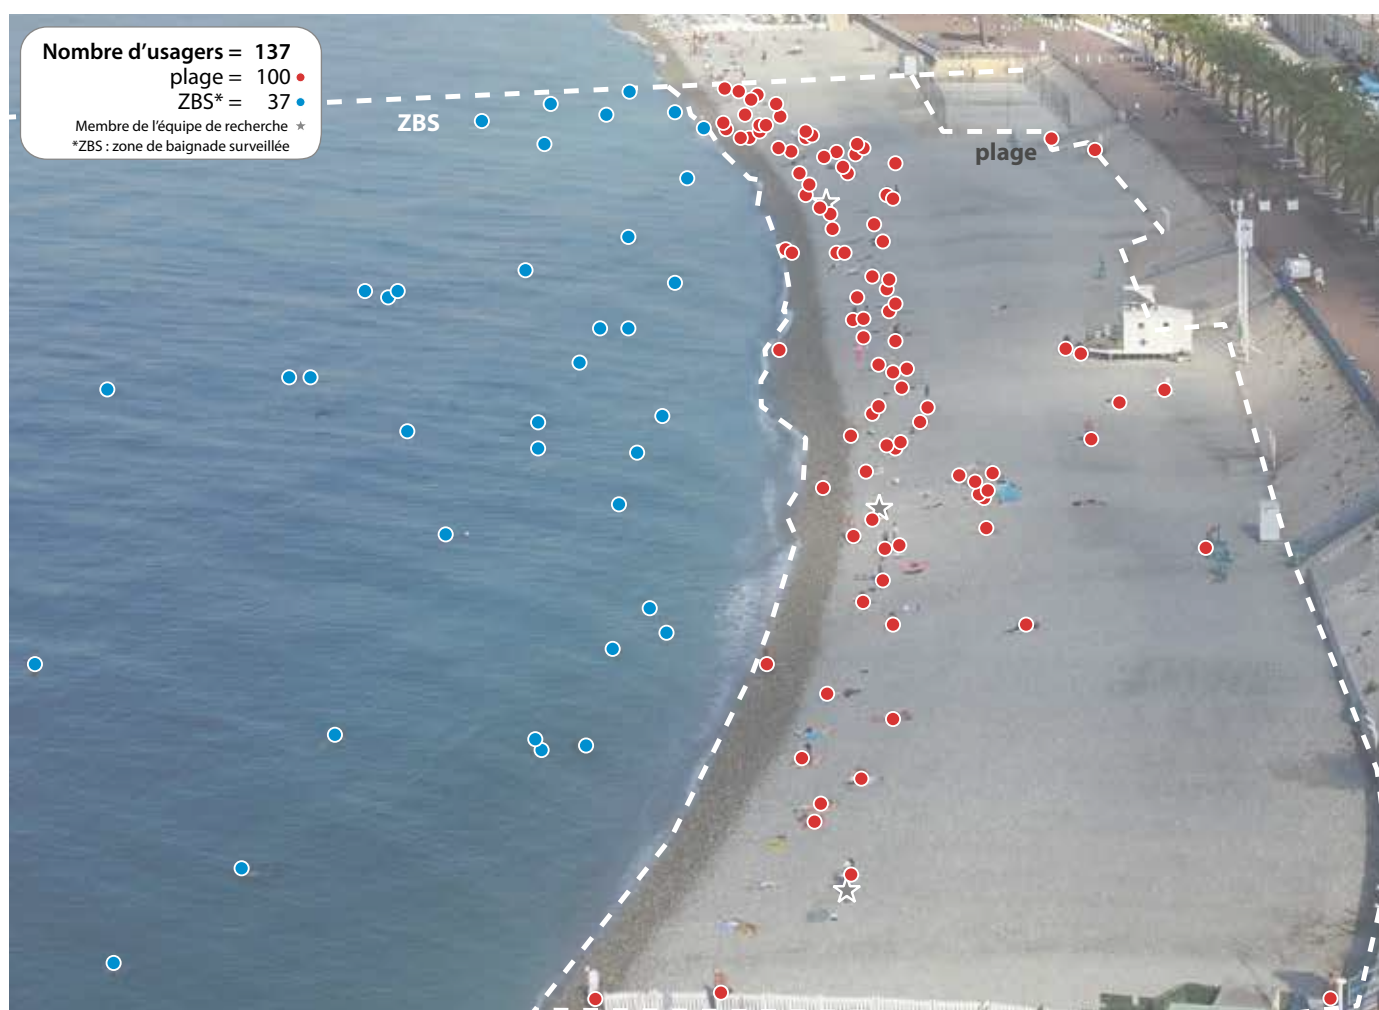 Nombre d'usagers = 137
plage = 100
ZBS* = 37
Membre de l'équipe de recherche ★
*ZBS : zone de baignade surveillée
ZBS
plage